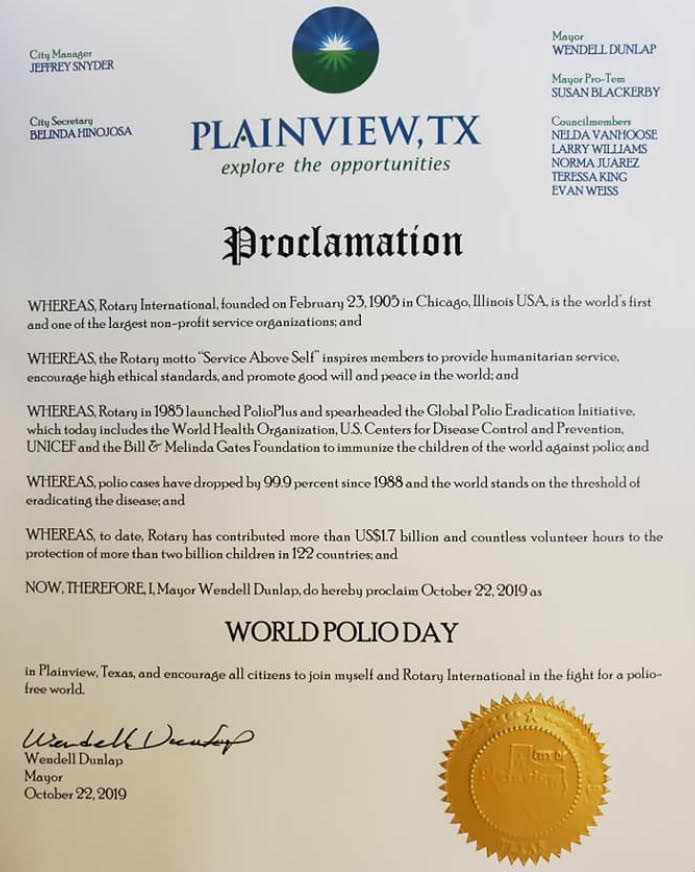 City Manager
JEFFREY SNYDER
City Secretary
BELINDA HINOJOSA
PLAINVIEW, TX
explore the opportunities
Mayor
WENDELL DUNLAP
Mayor Pro-Tem
SUSAN BLACKERBY
Councilmembers
NELDA VANHOOSE
LARRY WILLIAMS
NORMA JUAREZ
TERESSA KING
EVAN WEISS
Proclamation
WHEREAS, Rotary International, founded on February 23, 1905 in Chicago, Illinois USA, is the world's first
and one of the largest non-profit service organizations; and
WHEREAS, the Rotary motto "Service Above Self" inspires members to provide humanitarian service,
encourage high ethical standards, and promote good will and peace in the world; and
WHEREAS, Rotary in 1985 launched PolioPlus and spearheaded the Global Polio Eradication Initiative,
which today includes the World Health Organization, U.S. Centers for Disease Control and Prevention,
UNICEF and the Bill & Melinda Gates Foundation to immunize the children of the world against polio; and
WHEREAS, polio cases have dropped by 99.9 percent since 1988 and the world stands on the threshold of
eradicating the disease; and
WHEREAS, to date, Rotary has contributed more than US$1.7 billion and countless volunteer hours to the
protection of more than two billion children in 122 countries; and
NOW, THEREFORE, I, Mayor Wendell Dunlap, do hereby proclaim October 22, 2019 as
WORLD POLIO DAY
in Plainview, Texas, and encourage all citizens to join myself and Rotary International in the fight for a polio-
free world.
Wendell Dunlap
Wendell Dunlap
Mayor
October 22, 2019
City of
Plainview
TEXAS